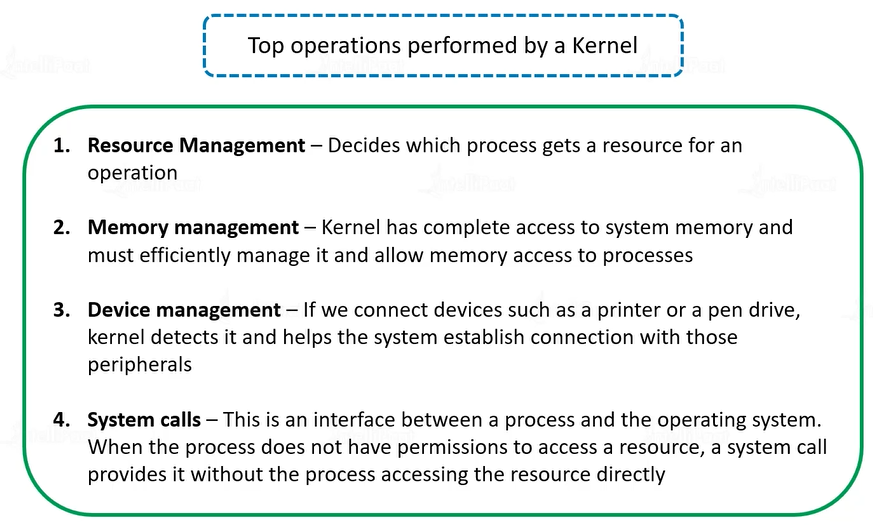 Top operations performed by a Kernel
1. Resource Management – Decides which process gets a resource for an
operation
2. Memory management – Kernel has complete access to system memory and
must efficiently manage it and allow memory access to processes
3. Device management – If we connect devices such as a printer or a pen drive,
kernel detects it and helps the system establish connection with those
peripherals
4. System calls – This is an interface between a process and the operating system.
When the process does not have permissions to access a resource, a system call
provides it without the process accessing the resource directly